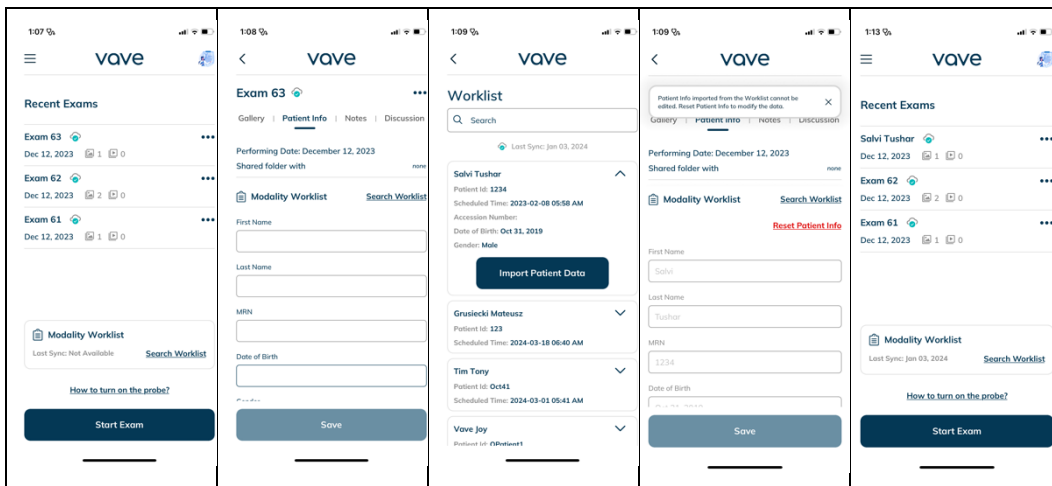 1:07
vave
Recent Exams
Exam 63
Dec 12, 2023 1 0
Exam 62
Dec 12, 2023 2 0
Exam 61
Dec 12, 2023 1 0
Modality Worklist
Last Sync: Not Available Search Worklist
How to turn on the probe?
Start Exam
1:08
vave
Exam 63
Gallery | Patient Info | Notes | Discussion
Performing Date: December 12, 2023
Shared folder with none
Modality Worklist Search Worklist
First Name
Last Name
MRN
Date of Birth
Gender
Save
1:09
vave
Worklist
Search
Last Sync: Jan 03, 2024
Salvi Tushar
Patient Id: 1234
Scheduled Time: 2023-02-08 05:58 AM
Accession Number:
Date of Birth: Oct 31, 2019
Gender: Male
Import Patient Data
Grusiecki Mateusz
Patient Id: 123
Scheduled Time: 2024-03-18 06:40 AM
Tim Tony
Patient Id: Oct41
Scheduled Time: 2024-03-01 05:41 AM
Vave Joy
Patient Id: QPatient1
1:09
vave
Patient Info imported from the Worklist cannot be
edited. Reset Patient Info to modify the data.
Gallery | Patient Info | Notes | Discussion
Performing Date: December 12, 2023
Shared folder with none
Modality Worklist Search Worklist
Reset Patient Info
First Name
Salvi
Last Name
Tushar
MRN
1234
Date of Birth
Save
1:13
vave
Recent Exams
Salvi Tushar
Dec 12, 2023 1 0
Exam 62
Dec 12, 2023 2 0
Exam 61
Dec 12, 2023 1 0
Modality Worklist
Last Sync: Jan 03, 2024 Search Worklist
How to turn on the probe?
Start Exam